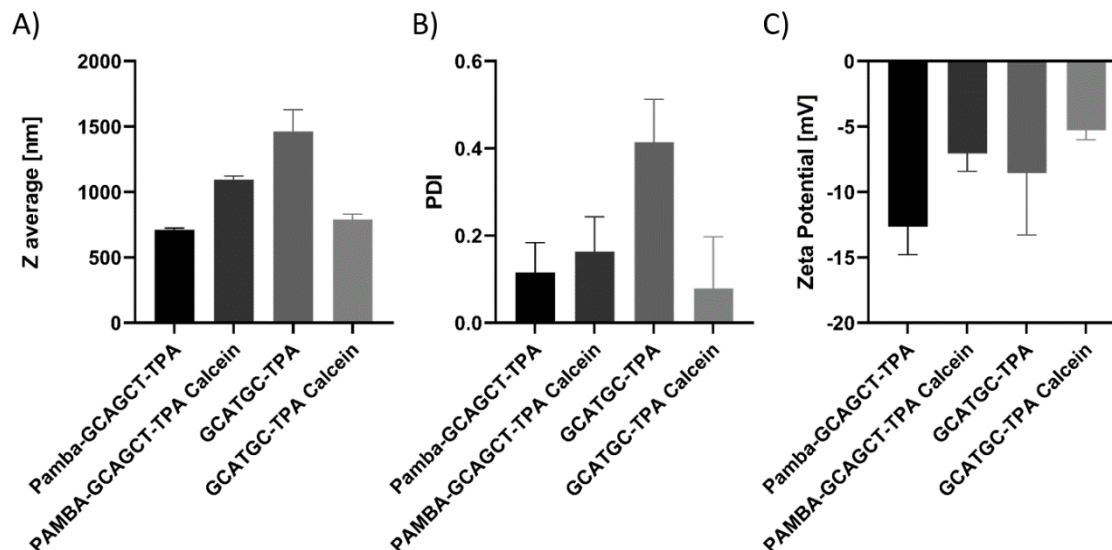 A)
2000
1500
1000
500
0
Z average [nm]
Pamba-GCAGCT-TPA
PAMBA-GCAGCT-TPA Calcein
GCATGC-TPA
GCATGC-TPA Calcein
B)
0.6
0.4
0.2
0.0
PDI
Pamba-GCAGCT-TPA
PAMBA-GCAGCT-TPA Calcein
GCATGC-TPA
GCATGC-TPA Calcein
C)
0
-5
-10
-15
-20
Zeta Potential [mV]
Pamba-GCAGCT-TPA
PAMBA-GCAGCT-TPA Calcein
GCATGC-TPA
GCATGC-TPA Calcein